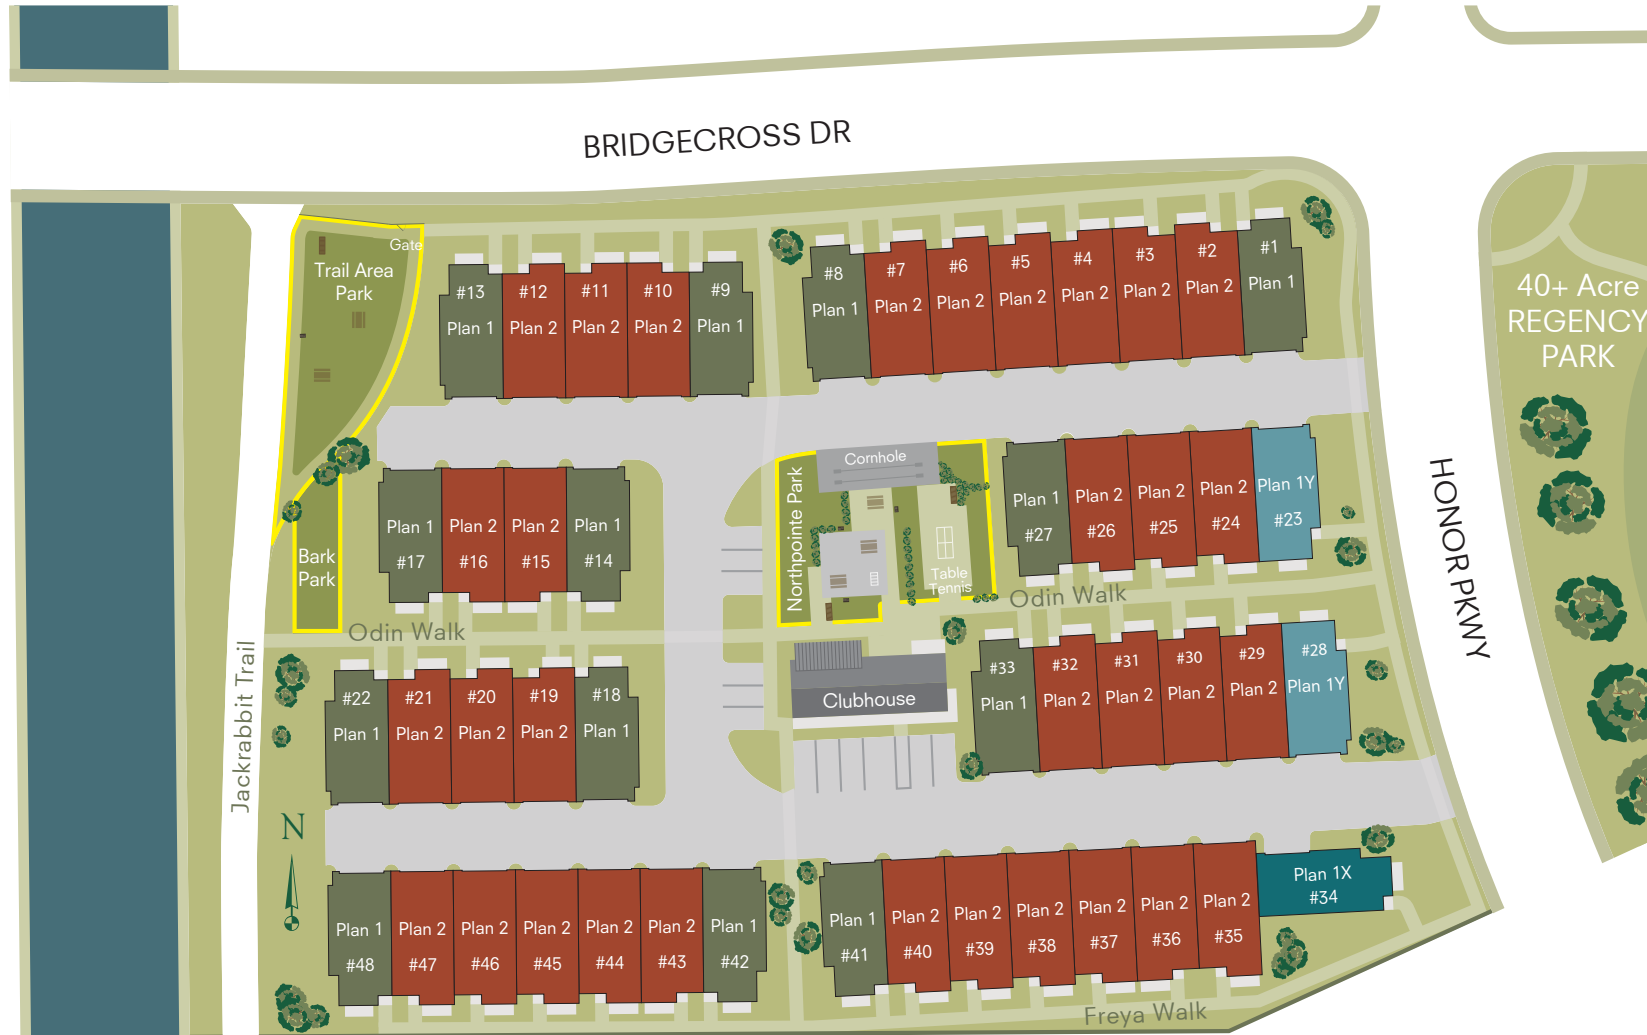 BRIDGECROSS DR
Gate
Trail Area
Park
#13
Plan 1
#12
Plan 2
#11
Plan 2
#10
Plan 2
#9
Plan 1
#8
Plan 1
#7
Plan 2
#6
Plan 2
#5
Plan 2
#4
Plan 2
#3
Plan 2
#2
Plan 2
#1
Plan 1
40+ Acre
REGENCY
PARK
Bark
Park
Plan 1
#17
Plan 2
#16
Plan 2
#15
Plan 1
#14
Northpointe Park
Cornhole
Table
Tennis
Plan 1
#27
Plan 2
#26
Plan 2
#25
Plan 2
#24
Plan 1Y
#23
HONOR PKWY
Odin Walk
Odin Walk
Jackrabbit Trail
#22
Plan 1
#21
Plan 2
#20
Plan 2
#19
Plan 2
#18
Plan 1
Clubhouse
#33
Plan 1
#32
Plan 2
#31
Plan 2
#30
Plan 2
#29
Plan 2
#28
Plan 1Y
N
Plan 1
#48
Plan 2
#47
Plan 2
#46
Plan 2
#45
Plan 2
#44
Plan 2
#43
Plan 1
#42
Plan 1
#41
Plan 2
#40
Plan 2
#39
Plan 2
#38
Plan 2
#37
Plan 2
#36
Plan 2
#35
Plan 1X
#34
Freya Walk